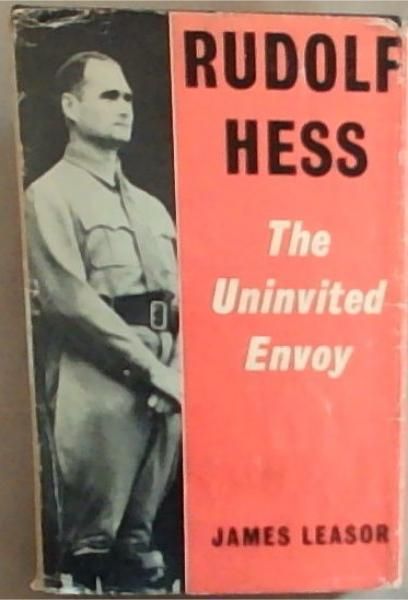 RUDOLF
HESS
The
Uninvited
Envoy
JAMES LEASOR